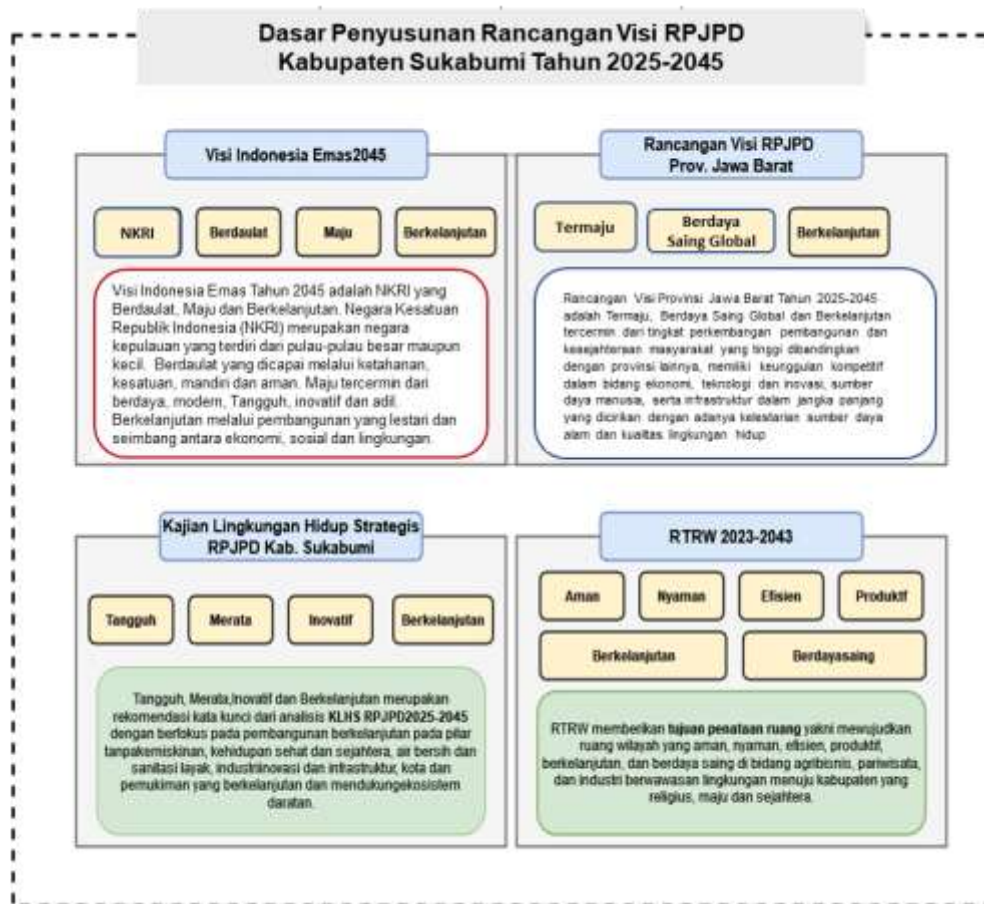 Dasar Penyusunan Rancangan Visi RPJPD
Kabupaten Sukabumi Tahun 2025-2045
Visi Indonesia Emas2045
NKRI
Berdaulat
Maju
Berkelanjutan
Visi Indonesia Emas Tahun 2045 adalah NKRI yang
Berdaulat, Maju dan Berkelanjutan. Negara Kesatuan
Republik Indonesia (NKRI) merupakan negara
kepulauan yang terdiri dari pulau-pulau besar maupun
kecil. Berdaulat yang dicapai melalui ketahanan,
kesatuan, mandiri dan aman. Maju tercermin dari
berdaya, modern, Tangguh, inovatif dan adil.
Berkelanjutan melalui pembangunan yang lestari dan
seimbang antara ekonomi, sosial dan lingkungan.
Rancangan Visi RPJPD
Prov. Jawa Barat
Termaju
Berdaya
Saing Global
Berkelanjutan
Rancangan Visi Provinsi Jawa Barat Tahun 2025-2045
adalah Termaju, Berdaya Saing Global dan Berkelanjutan
tercermin dari tingkat perkembangan pembangunan dan
kesejahteraan masyarakat yang tinggi dibandingkan
dengan provinsi lainnya, memiliki keunggulan kompetitif
dalam bidang ekonomi, teknologi dan inovasi, sumber
daya manusia, serta infrastruktur dalam jangka panjang
yang dicirikan dengan adanya kelestarian sumber daya
alam dan kualitas lingkungan hidup
Kajian Lingkungan Hidup Strategis
RPJPD Kab. Sukabumi
Tangguh
Merata
Inovatif
Berkelanjutan
Tangguh, Merata,Inovatif dan Berkelanjutan merupakan
rekomendasi kata kunci dari analisis KLHS RPJPD2025-2045
dengan berfokus pada pembangunan berkelanjutan pada pilar
tanpakemiskinan, kehidupan sehat dan sejahtera, air bersih dan
sanitasi layak, industriinovasi dan infrastruktur, kota dan
pemukiman yang berkelanjutan dan mendukungekosistem
daratan.
RTRW 2023-2043
Aman
Nyaman
Efisien
Produktif
Berkelanjutan
Berdayasaing
RTRW memberikan tujuan penataan ruang yakni mewujudkan
ruang wilayah yang aman, nyaman, efisien, produktif,
berkelanjutan, dan berdaya saing di bidang agribisnis, pariwisata,
dan industri berwawasan lingkungan menuju kabupaten yang
religius, maju dan sejahtera.